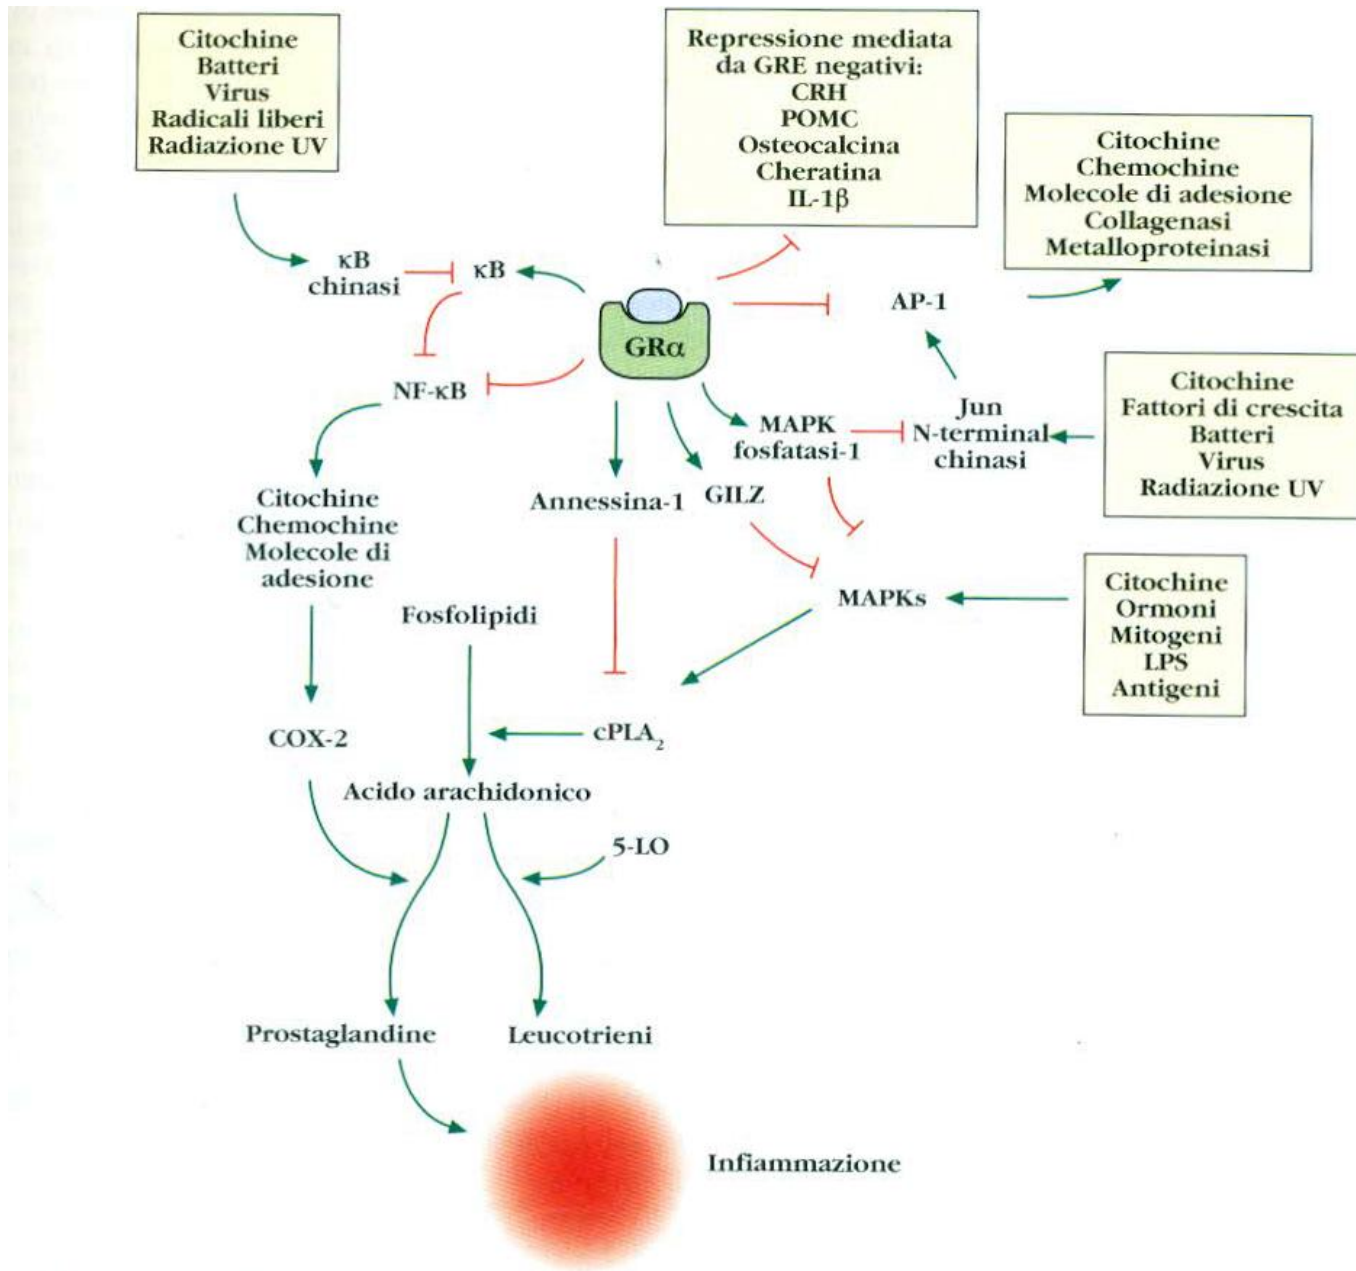 Citochine
Batteri
Virus
Radicali liberi
Radiazione UV
Repressione mediata
da GRE negativi:
CRH
POMC
Osteocalcina
Cheratina
IL-1β
Citochine
Chemochine
Molecole di adesione
Collagenasi
Metalloproteinasi
κB
chinasi
κB
GRα
AP-1
NF-κB
MAPK
fosfatasi-1
Jun
N-terminal
chinasi
Citochine
Fattori di crescita
Batteri
Virus
Radiazione UV
Citochine
Chemochine
Molecole di
adesione
Annessina-1
GILZ
Fosfolipidi
MAPKs
Citochine
Ormoni
Mitogeni
LPS
Antigeni
COX-2
cPLA₂
Acido arachidonico
5-LO
Prostaglandine
Leucotrieni
Infiammazione